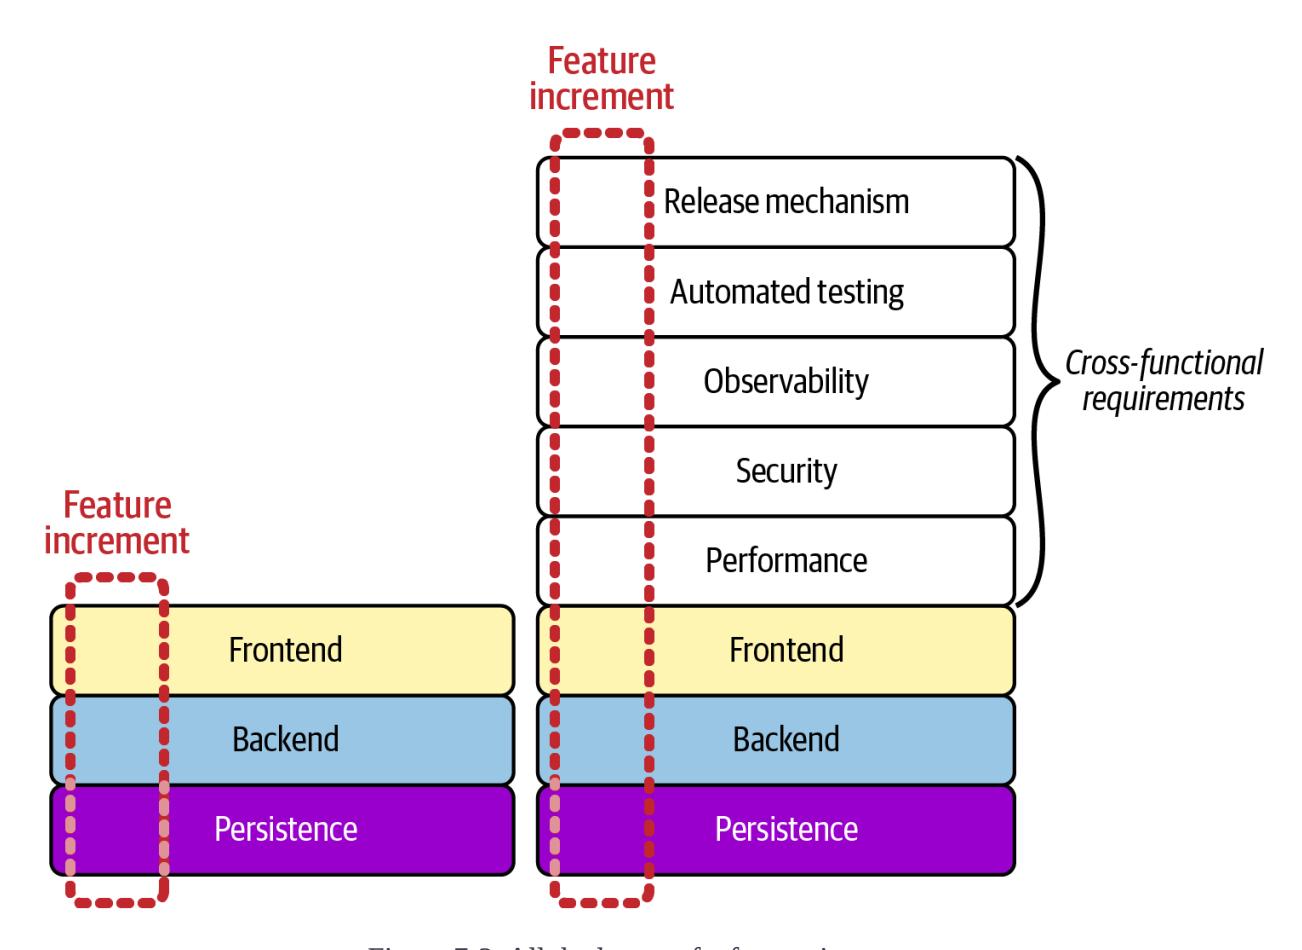 Feature
increment
Release mechanism
Automated testing
Observability
Security
Performance
Cross-functional
requirements
Feature
increment
Frontend
Backend
Persistence
Frontend
Backend
Persistence